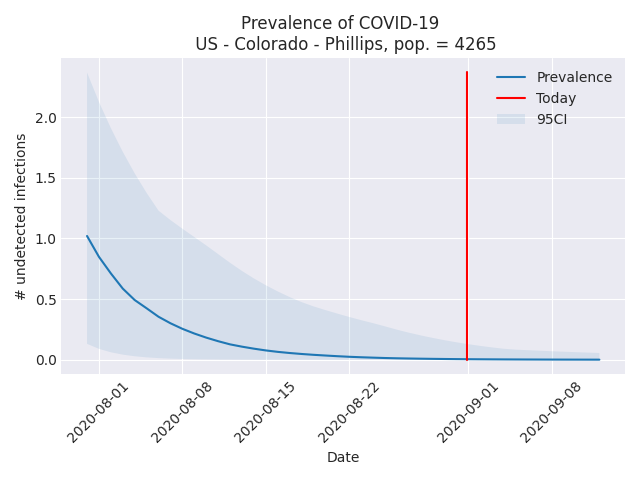 Prevalence of COVID-19
US - Colorado - Phillips, pop. = 4265
Prevalence
Today
95CI
2.0
1.5
1.0
0.5
0.0
# undetected infections
2020-08-01
2020-08-08
2020-08-15
2020-08-22
2020-09-01
2020-09-08
Date